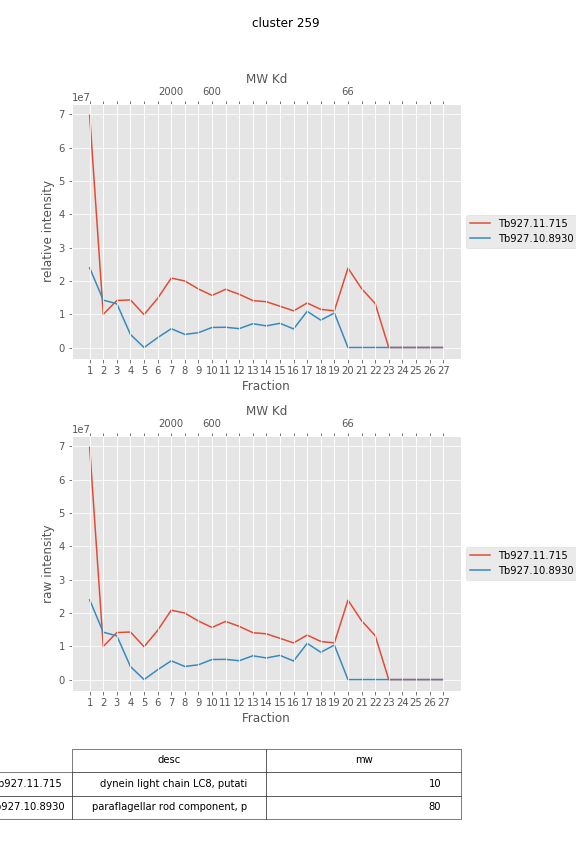 cluster 259
MW Kd
2000 600 66
1e7
7
6
5
4
3
2
1
0
relative intensity
Tb927.11.715
Tb927.10.8930
1 2 3 4 5 6 7 8 9 10 11 12 13 14 15 16 17 18 19 20 21 22 23 24 25 26 27
Fraction
MW Kd
2000 600 66
1e7
7
6
5
4
3
2
1
0
raw intensity
Tb927.11.715
Tb927.10.8930
1 2 3 4 5 6 7 8 9 10 11 12 13 14 15 16 17 18 19 20 21 22 23 24 25 26 27
Fraction
desc mw
b927.11.715 dynein light chain LC8, putati 10
b927.10.8930 paraflagellar rod component, p 80